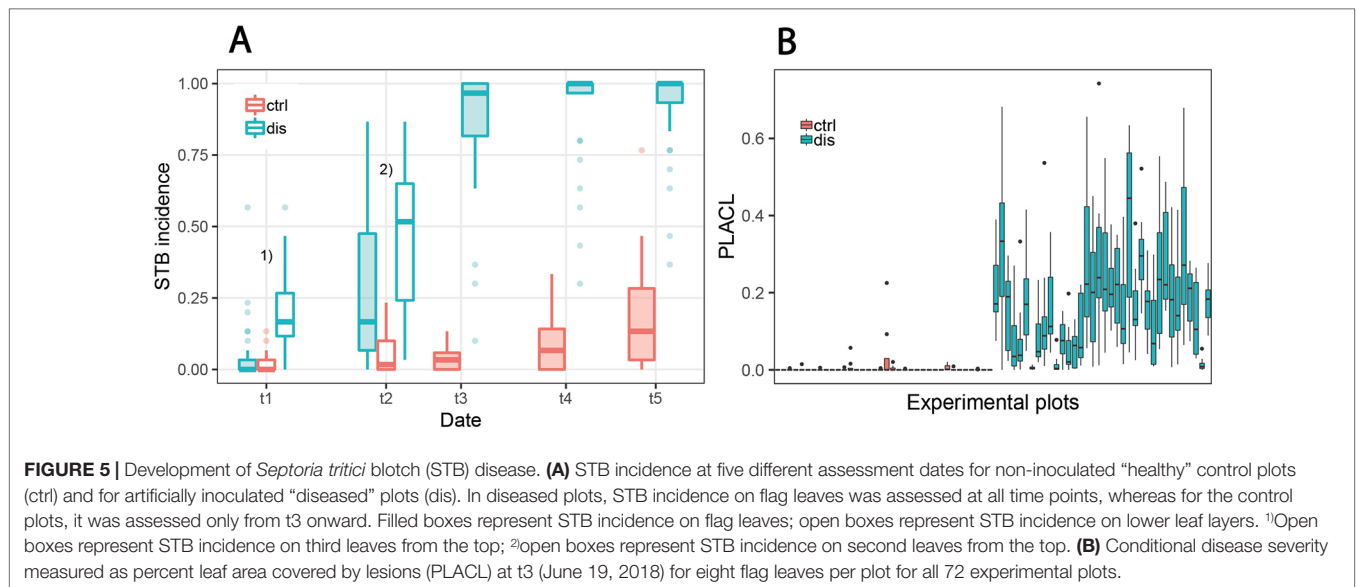 A
B
1.00
0.75
0.50
0.25
0.00
STB incidence
ctrl
dis
1)
2)
t1
t2
t3
t4
t5
Date
0.6
0.4
0.2
0.0
PLACL
ctrl
dis
Experimental plots
FIGURE 5 | Development of Septoria tritici blotch (STB) disease. (A) STB incidence at five different assessment dates for non-inoculated “healthy” control plots
(ctrl) and for artificially inoculated “diseased” plots (dis). In diseased plots, STB incidence on flag leaves was assessed at all time points, whereas for the control
plots, it was assessed only from t3 onward. Filled boxes represent STB incidence on flag leaves; open boxes represent STB incidence on lower leaf layers. 1)Open
boxes represent STB incidence on third leaves from the top; 2)open boxes represent STB incidence on second leaves from the top. (B) Conditional disease severity
measured as percent leaf area covered by lesions (PLACL) at t3 (June 19, 2018) for eight flag leaves per plot for all 72 experimental plots.